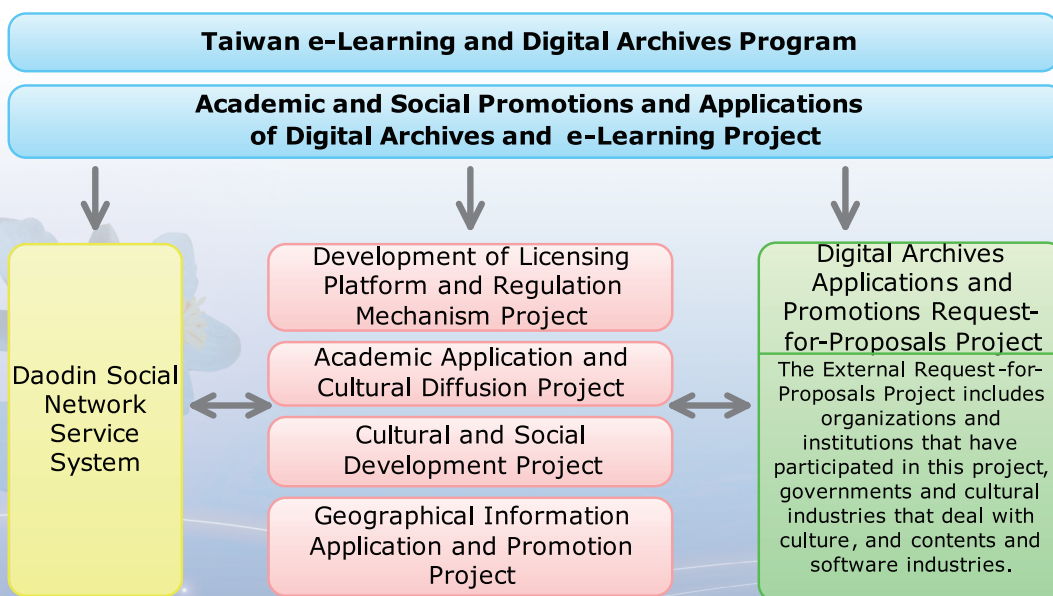 Taiwan e-Learning and Digital Archives Program
Academic and Social Promotions and Applications
of Digital Archives and e-Learning Project
Daodin Social
Network
Service
System
Development of Licensing
Platform and Regulation
Mechanism Project
Academic Application and
Cultural Diffusion Project
Cultural and Social
Development Project
Geographical Information
Application and Promotion
Project
Digital Archives
Applications and
Promotions Request-
for-Proposals Project
The External Request-for-
Proposals Project includes
organizations and
institutions that have
participated in this project,
governments and cultural
industries that deal with
culture, and contents and
software industries.